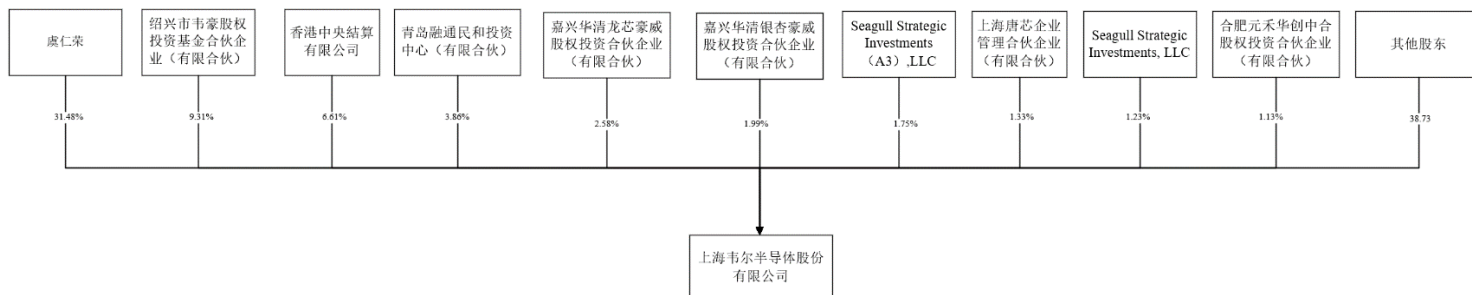 虞仁荣
绍兴市韦豪股权
投资基金合伙企
业（有限合伙）
香港中央结算
有限公司
青岛融通民和投资
中心（有限合伙）
嘉兴华清龙芯豪威
股权投资合伙企业
（有限合伙）
嘉兴华清银杏豪威
股权投资合伙企业
（有限合伙）
Seagull Strategic
Investments
（A3）,LLC
上海唐芯企业
管理合伙企业
（有限合伙）
Seagull Strategic
Investments, LLC
合肥元禾华创中合
股权投资合伙企业
（有限合伙）
其他股东
31.48%
9.31%
6.61%
3.86%
2.58%
1.99%
1.75%
1.33%
1.23%
1.13%
38.73
上海韦尔半导体股份
有限公司